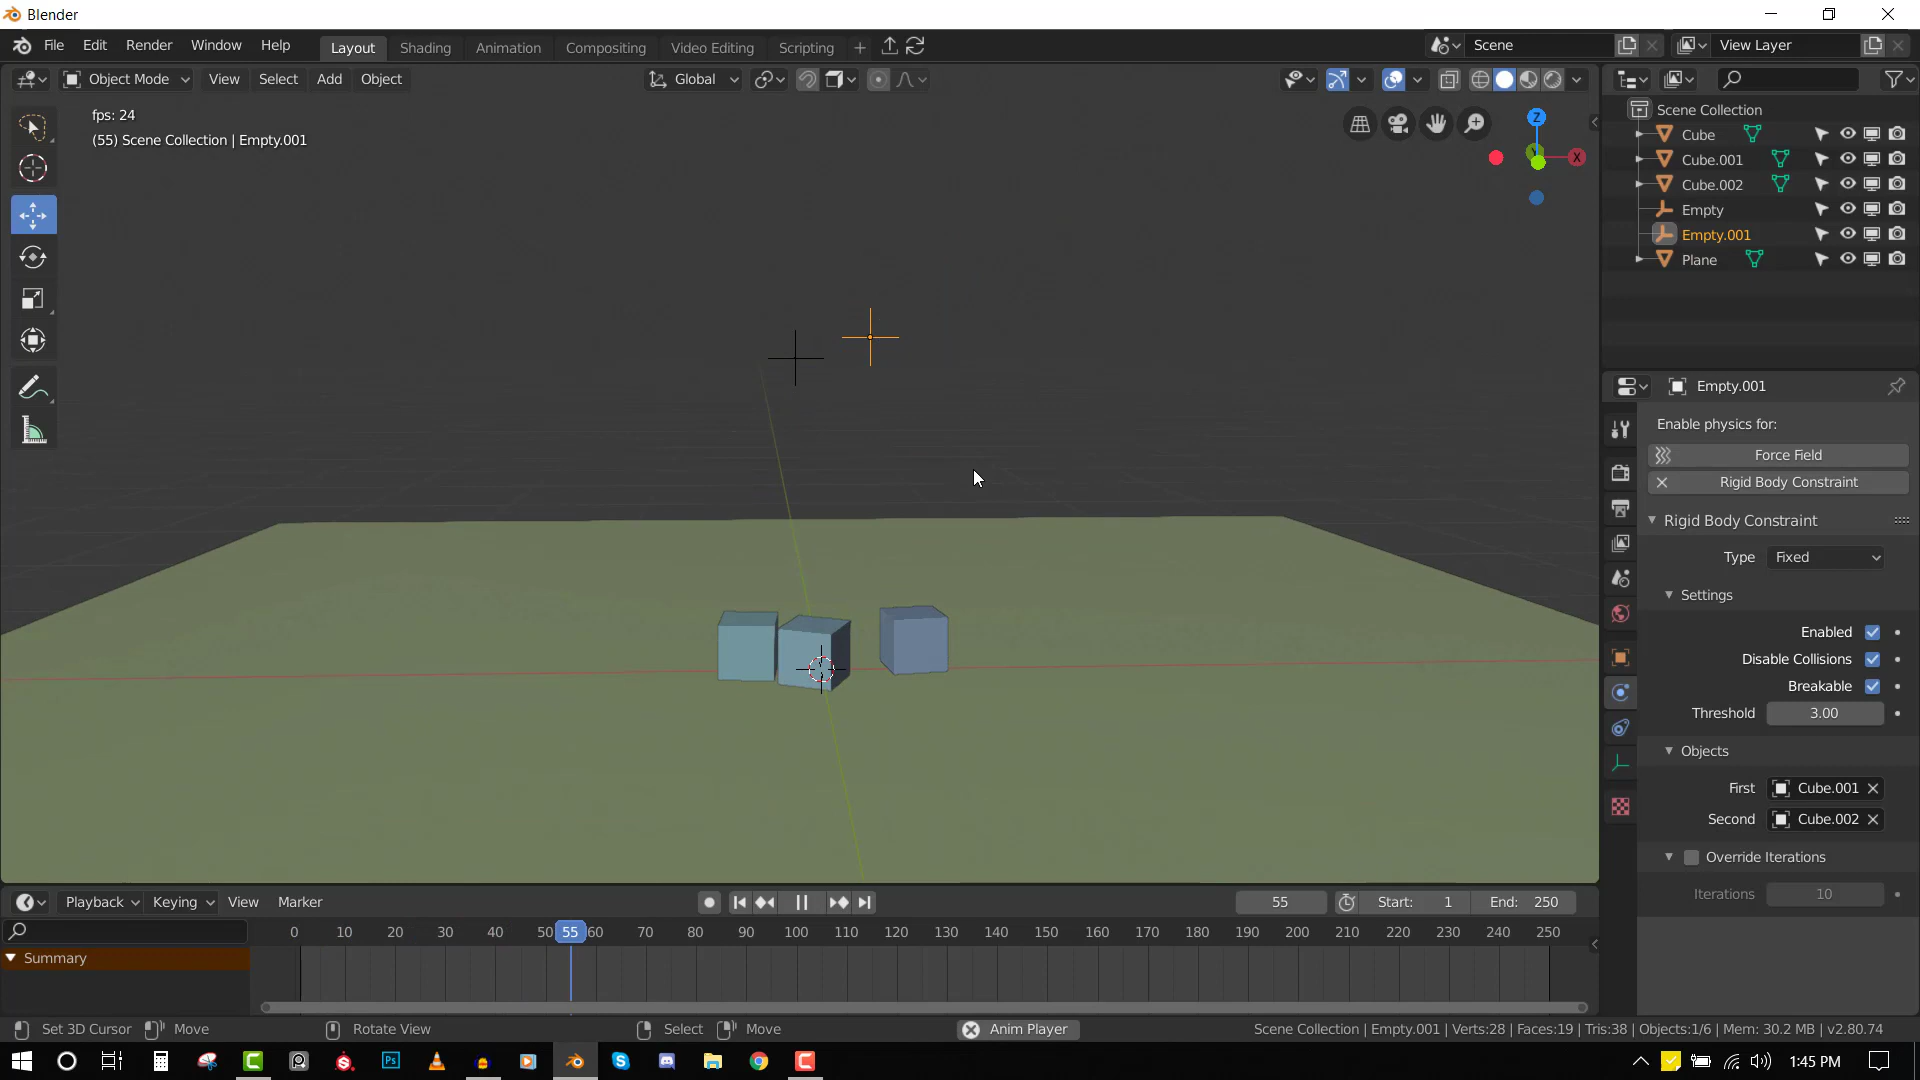 Blender
File Edit Render Window Help
Layout Shading Animation Compositing Video Editing Scripting +
Scene
View Layer
Object Mode View Select Add Object
Global
fps: 24
(55) Scene Collection | Empty.001
Z
X
Scene Collection
Cube
Cube.001
Cube.002
Empty
Empty.001
Plane
Empty.001
Enable physics for:
Force Field
Rigid Body Constraint
Rigid Body Constraint
Type Fixed
Settings
Enabled
Disable Collisions
Breakable
Threshold 3.00
Objects
First Cube.001
Second Cube.002
Override Iterations
Iterations 10
Playback Keying View Marker
55 Start: 1 End: 250
0 10 20 30 40 50 55 60 70 80 90 100 110 120 130 140 150 160 170 180 190 200 210 220 230 240 250
Summary
Set 3D Cursor Move Rotate View Select Move Anim Player Scene Collection | Empty.001 | Verts:28 | Faces:19 | Tris:38 | Objects:1/6 | Mem: 30.2 MB | v2.80.74
Ps
1:45 PM